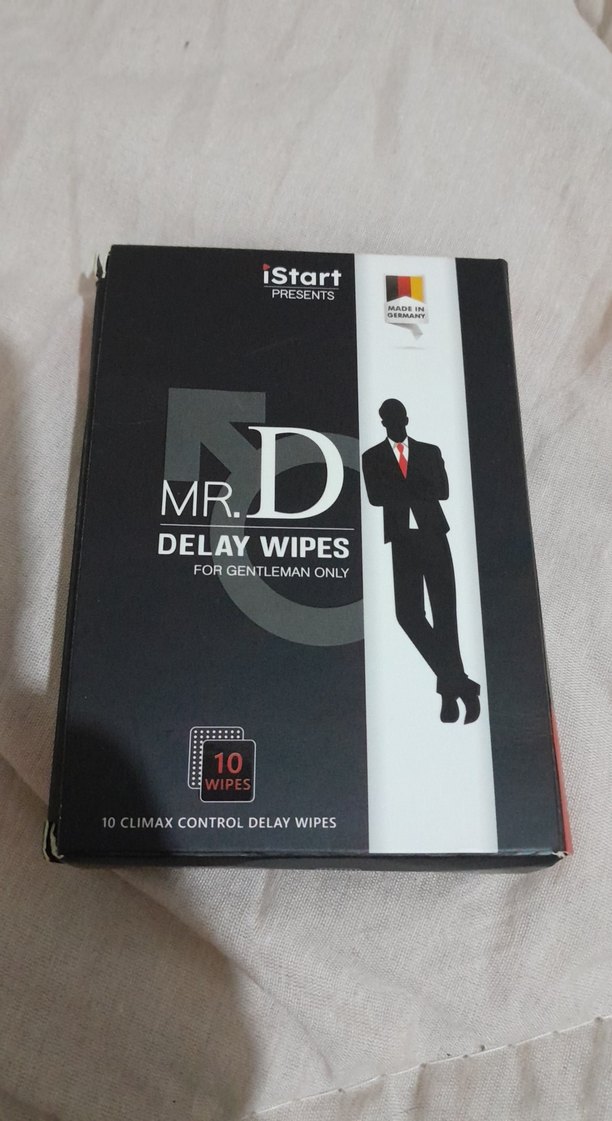 iStart
PRESENTS
MADE IN
GERMANY
MR. D
DELAY WIPES
FOR GENTLEMAN ONLY
10
WIPES
10 CLIMAX CONTROL DELAY WIPES